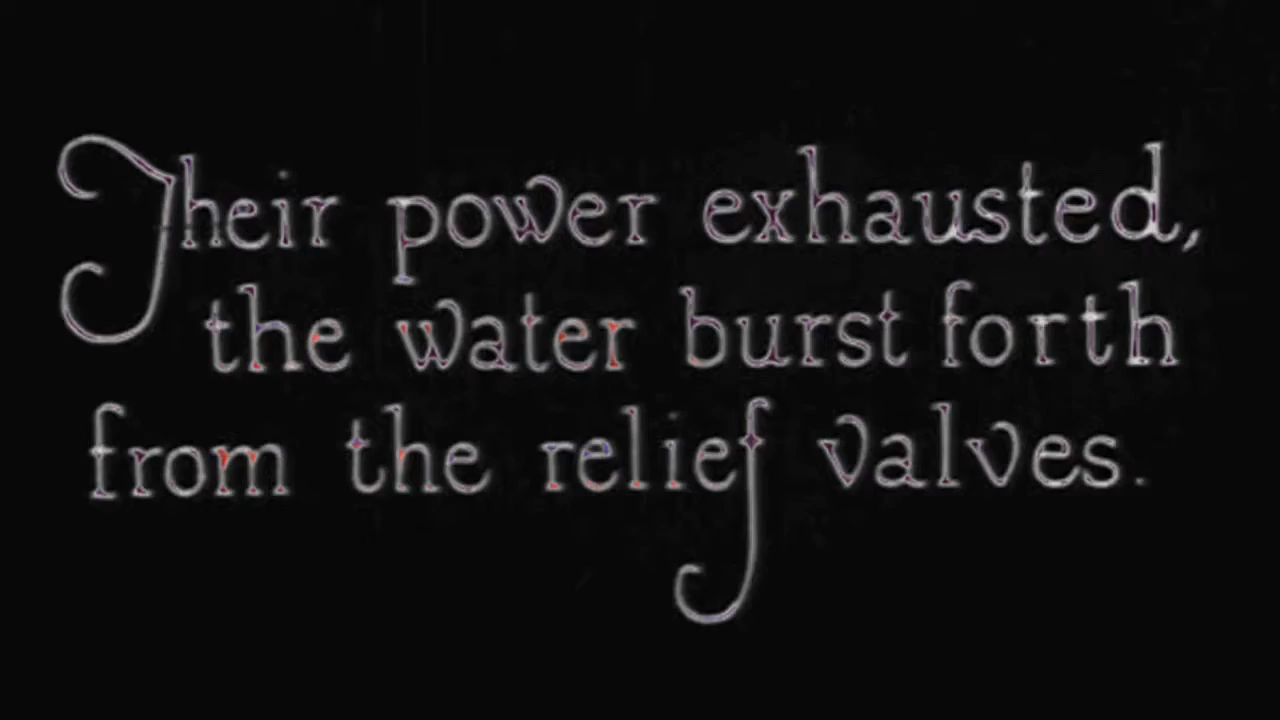 Their power exhausted,
the water burst forth
from the relief valves.